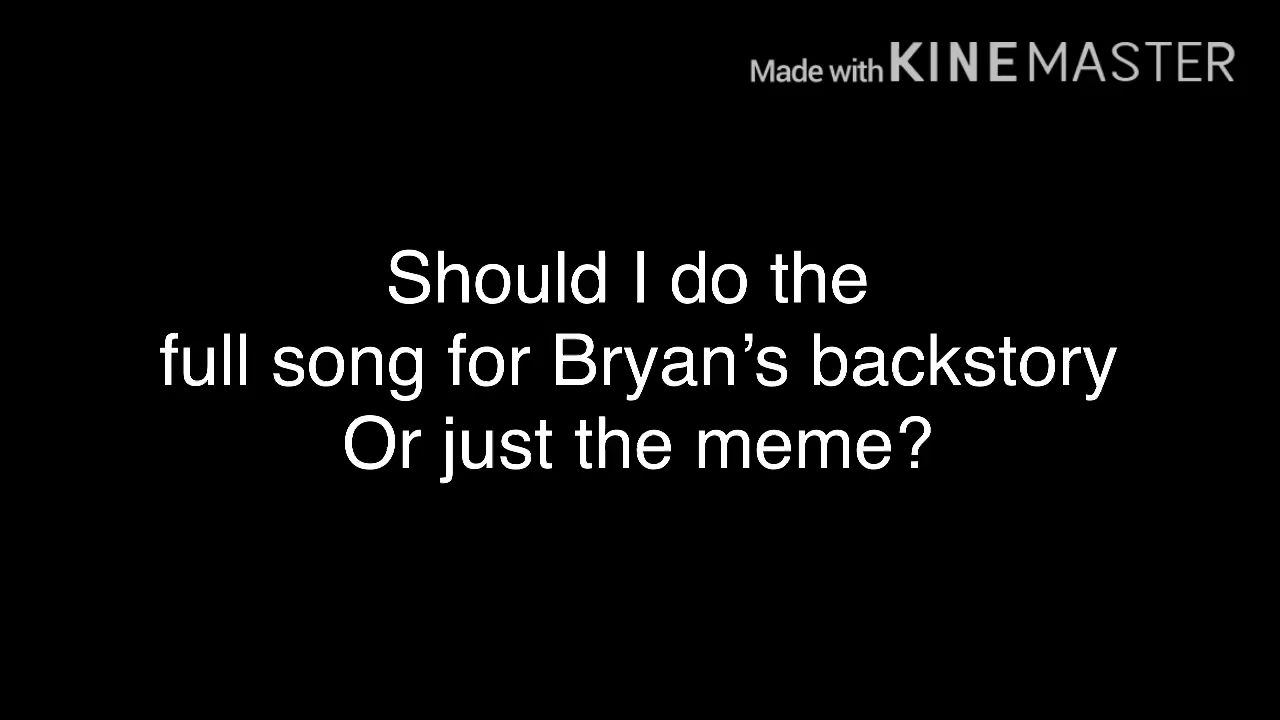 Made with KINEMASTER
Should I do the
full song for Bryan’s backstory
Or just the meme?